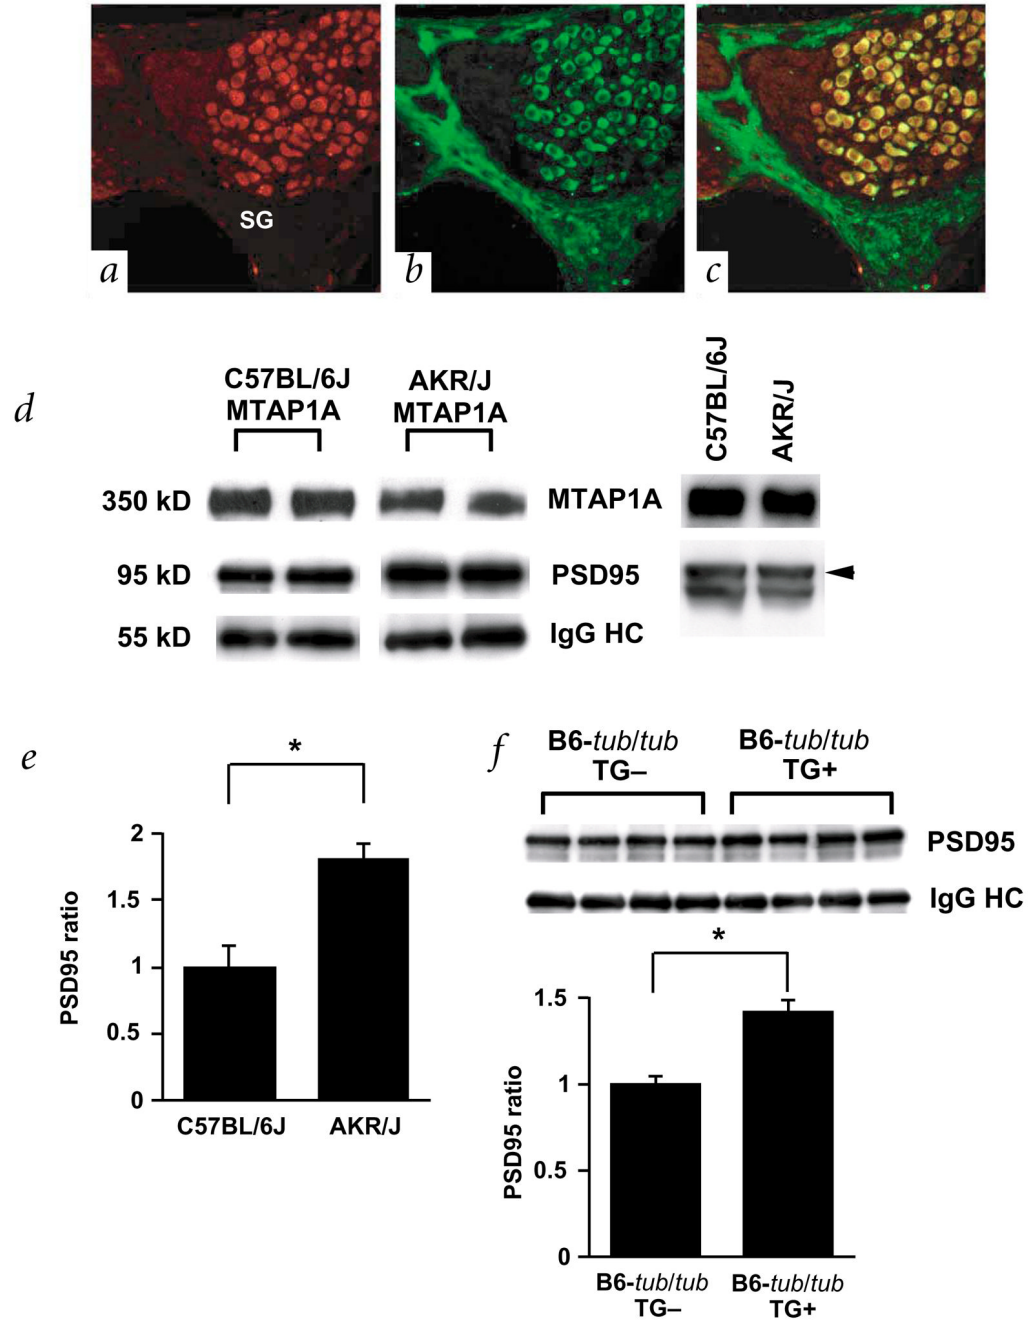 SG
a
b
c
d
C57BL/6J
MTAP1A
AKR/J
MTAP1A
C57BL/6J
AKR/J
350 kD
MTAP1A
95 kD
PSD95
55 kD
IgG HC
e
*
2
1.5
1
0.5
0
PSD95 ratio
C57BL/6J
AKR/J
f
B6-tub/tub
TG–
B6-tub/tub
TG+
PSD95
IgG HC
*
1.5
1
0.5
0
PSD95 ratio
B6-tub/tub
TG–
B6-tub/tub
TG+